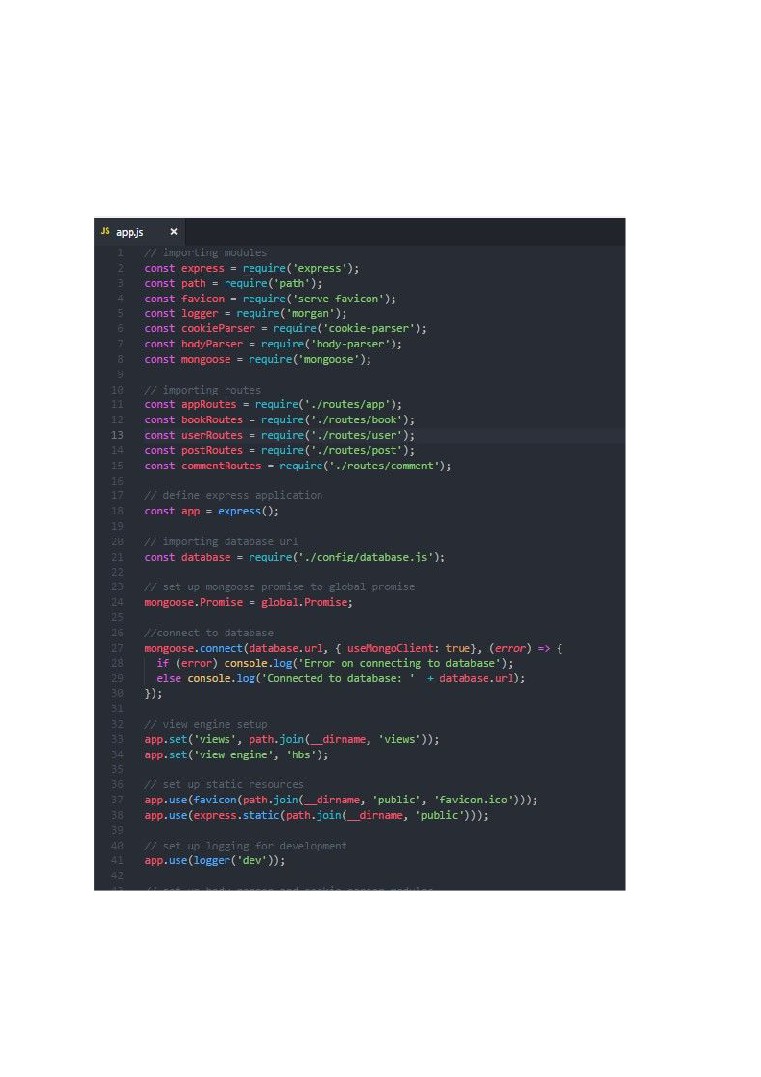 JS app.js ×
1 // importing modules
2 const express = require('express');
3 const path = require('path');
4 const favicon = require('serve-favicon');
5 const logger = require('morgan');
6 const cookieParser = require('cookie-parser');
7 const bodyParser = require('body-parser');
8 const mongoose = require('mongoose');
9
10 // importing routes
11 const appRoutes = require('./routes/app');
12 const bookRoutes = require('./routes/book');
13 const userRoutes = require('./routes/user');
14 const postRoutes = require('./routes/post');
15 const commentRoutes = require('./routes/comment');
16
17 // define express application
18 const app = express();
19
20 // importing database url
21 const database = require('./config/database.js');
22
23 // set up mongoose promise to global promise
24 mongoose.Promise = global.Promise;
25
26 //connect to database
27 mongoose.connect(database.url, { useMongoClient: true}, (error) => {
28 if (error) console.log('Error on connecting to database');
29 else console.log('Connected to database: ' + database.url);
30 });
31
32 // view engine setup
33 app.set('views', path.join(__dirname, 'views'));
34 app.set('view engine', 'hbs');
35
36 // set up static resources
37 app.use(favicon(path.join(__dirname, 'public', 'favicon.ico')));
38 app.use(express.static(path.join(__dirname, 'public')));
39
40 // set up logging for development
41 app.use(logger('dev'));
42
43 // set up body parser and cookie parser modules